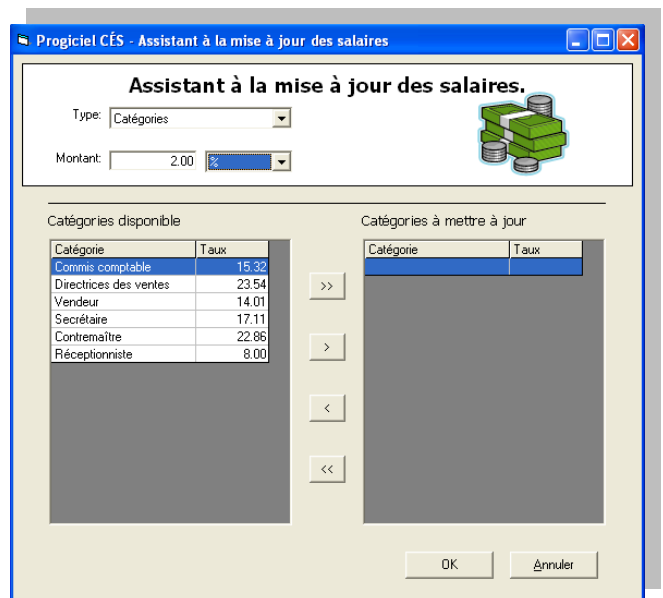 Progiciel CÉS - Assistant à la mise à jour des salaires
Assistant à la mise à jour des salaires.
Type: Catégories
Montant: 2.00 %
Catégories disponible Catégories à mettre à jour
Catégorie Taux Catégorie Taux
Commis comptable 15.32
Directrices des ventes 23.54
Vendeur 14.01
Secrétaire 17.11
Contremaître 22.86
Réceptionniste 8.00
>>
>
<
<<
OK Annuler